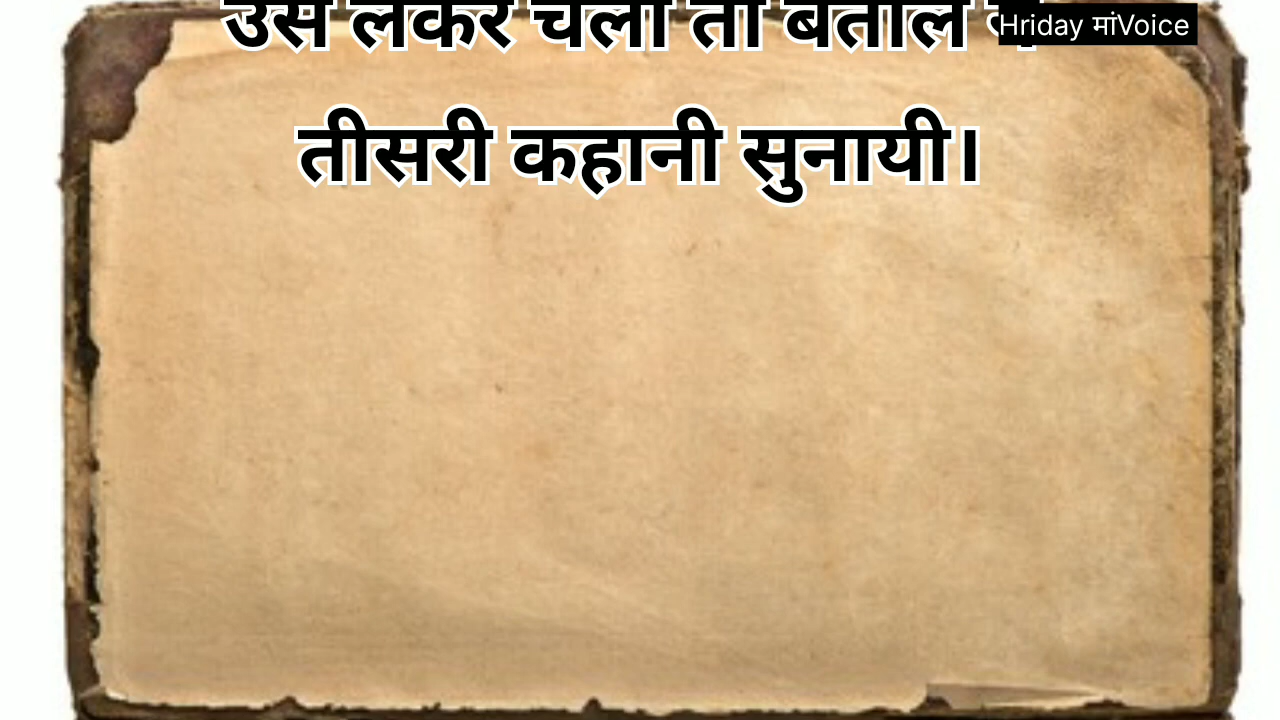 उसे लेकर चला तो बेताल
Hriday मांVoice
तीसरी कहानी सुनायी।